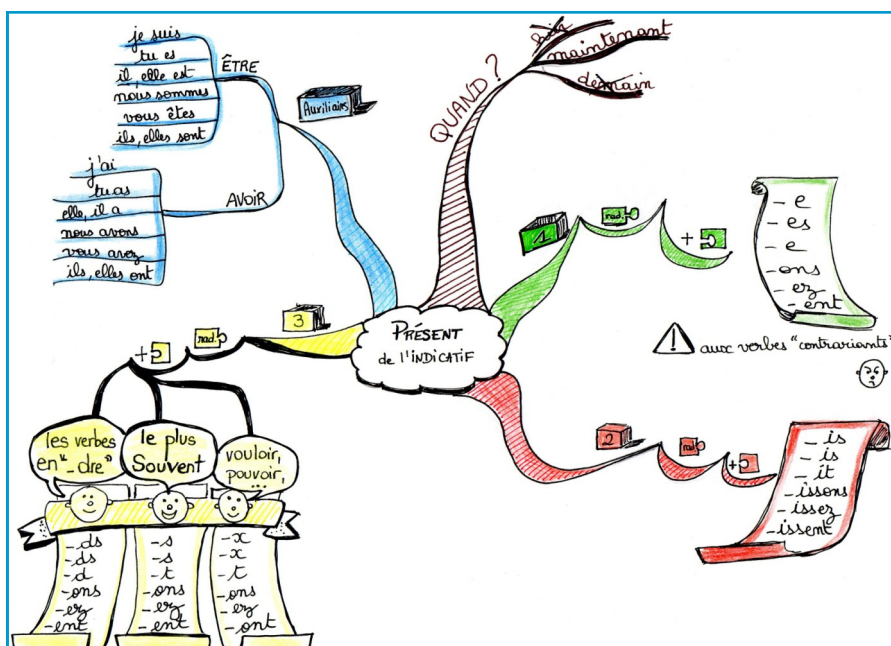 je suis
tu es
il, elle est
nous sommes
vous êtes
ils, elles sont
ÊTRE
Auxiliaires
j'ai
tu as
elle, il a
nous avons
vous avez
ils, elles ont
AVOIR
QUAND ?
hier
maintenant
demain
1
rad.
+
- e
- es
- e
- ons
- ez
- ent
PRÉSENT
de l'INDICATIF
⚠ aux verbes "contrariants"
2
rad.
+
- is
- is
- ît
- issons
- issez
- issent
3
rad.
+
les verbes
en "-dre"
le plus
Souvent
vouloir,
pouvoir,
...
- ds
- ds
- d
- ons
- ez
- ent
- s
- s
- t
- ons
- ez
- ent
- x
- x
- t
- ons
- ez
- ont